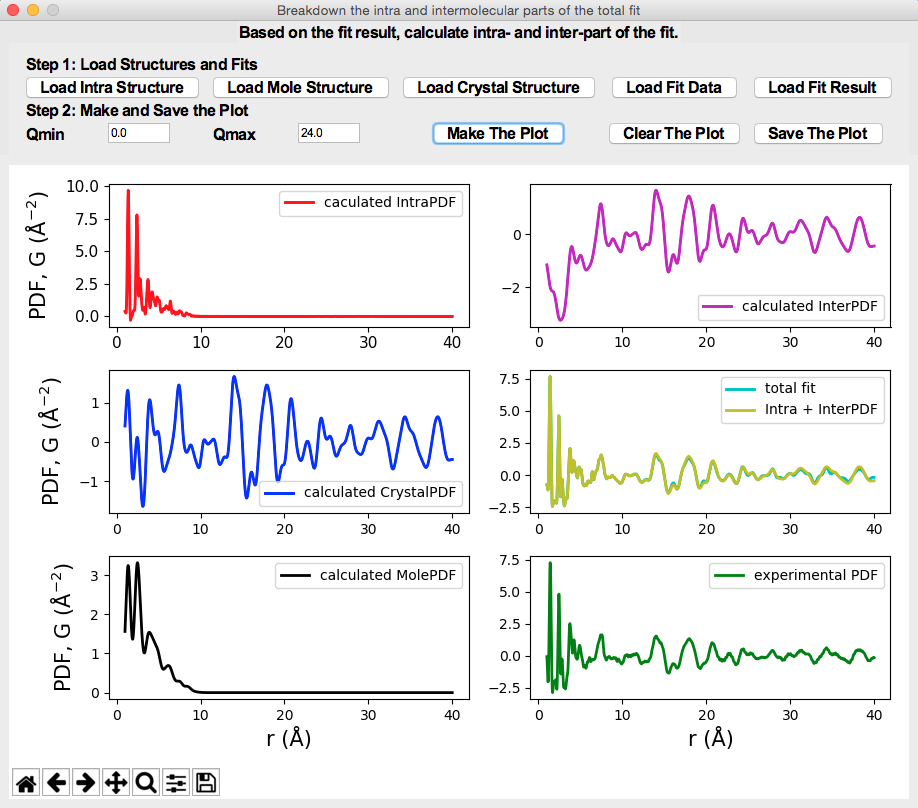 Breakdown the intra and intermolecular parts of the total fit
Based on the fit result, calculate intra- and inter-part of the fit.
Step 1: Load Structures and Fits
Load Intra Structure Load Mole Structure Load Crystal Structure Load Fit Data Load Fit Result
Step 2: Make and Save the Plot
Qmin 0.0 Qmax 24.0 Make The Plot Clear The Plot Save The Plot
PDF, G (Å⁻²)
10.0
7.5
5.0
2.5
0.0
caculated IntraPDF
0 10 20 30 40
0
−2
calculated InterPDF
0 10 20 30 40
PDF, G (Å⁻²)
1
0
−1
calculated CrystalPDF
0 10 20 30 40
7.5
5.0
2.5
0.0
−2.5
total fit
Intra + InterPDF
0 10 20 30 40
PDF, G (Å⁻²)
3
2
1
0
calculated MolePDF
0 10 20 30 40
r (Å)
7.5
5.0
2.5
0.0
−2.5
experimental PDF
0 10 20 30 40
r (Å)